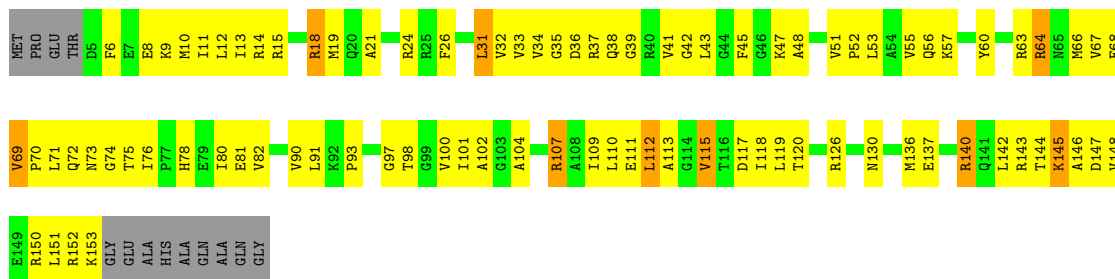 MET PRO GLU THR D5 F6 E7 E8 K9 M10 I11 L12 I13 R14 R15 R18 M19 Q20 A21 R24 R25 F26 L31 V32 V33 V34 G35 D36 R37 Q38 G39 R40 V41 G42 L43 G44 F45 G46 K47 A48 V51 P52 L53 A54 V55 Q56 K57 Y60 R63 R64 N65 M66 V67
V69 P70 L71 Q72 N73 G74 T75 I76 P77 H78 E79 I80 E81 V82 V90 L91 K92 P93 G97 T98 G99 V100 I101 A102 G103 A104 R107 A108 I109 L110 E111 L112 A113 G114 V115 T116 D117 I118 L119 T120 R126 N130 M136 E137 R140 Q141 L142 R143 T144 K145 A146 D147
E149 R150 L151 R152 K153 GLY GLU ALA HIS ALA GLN ALA GLN GLY